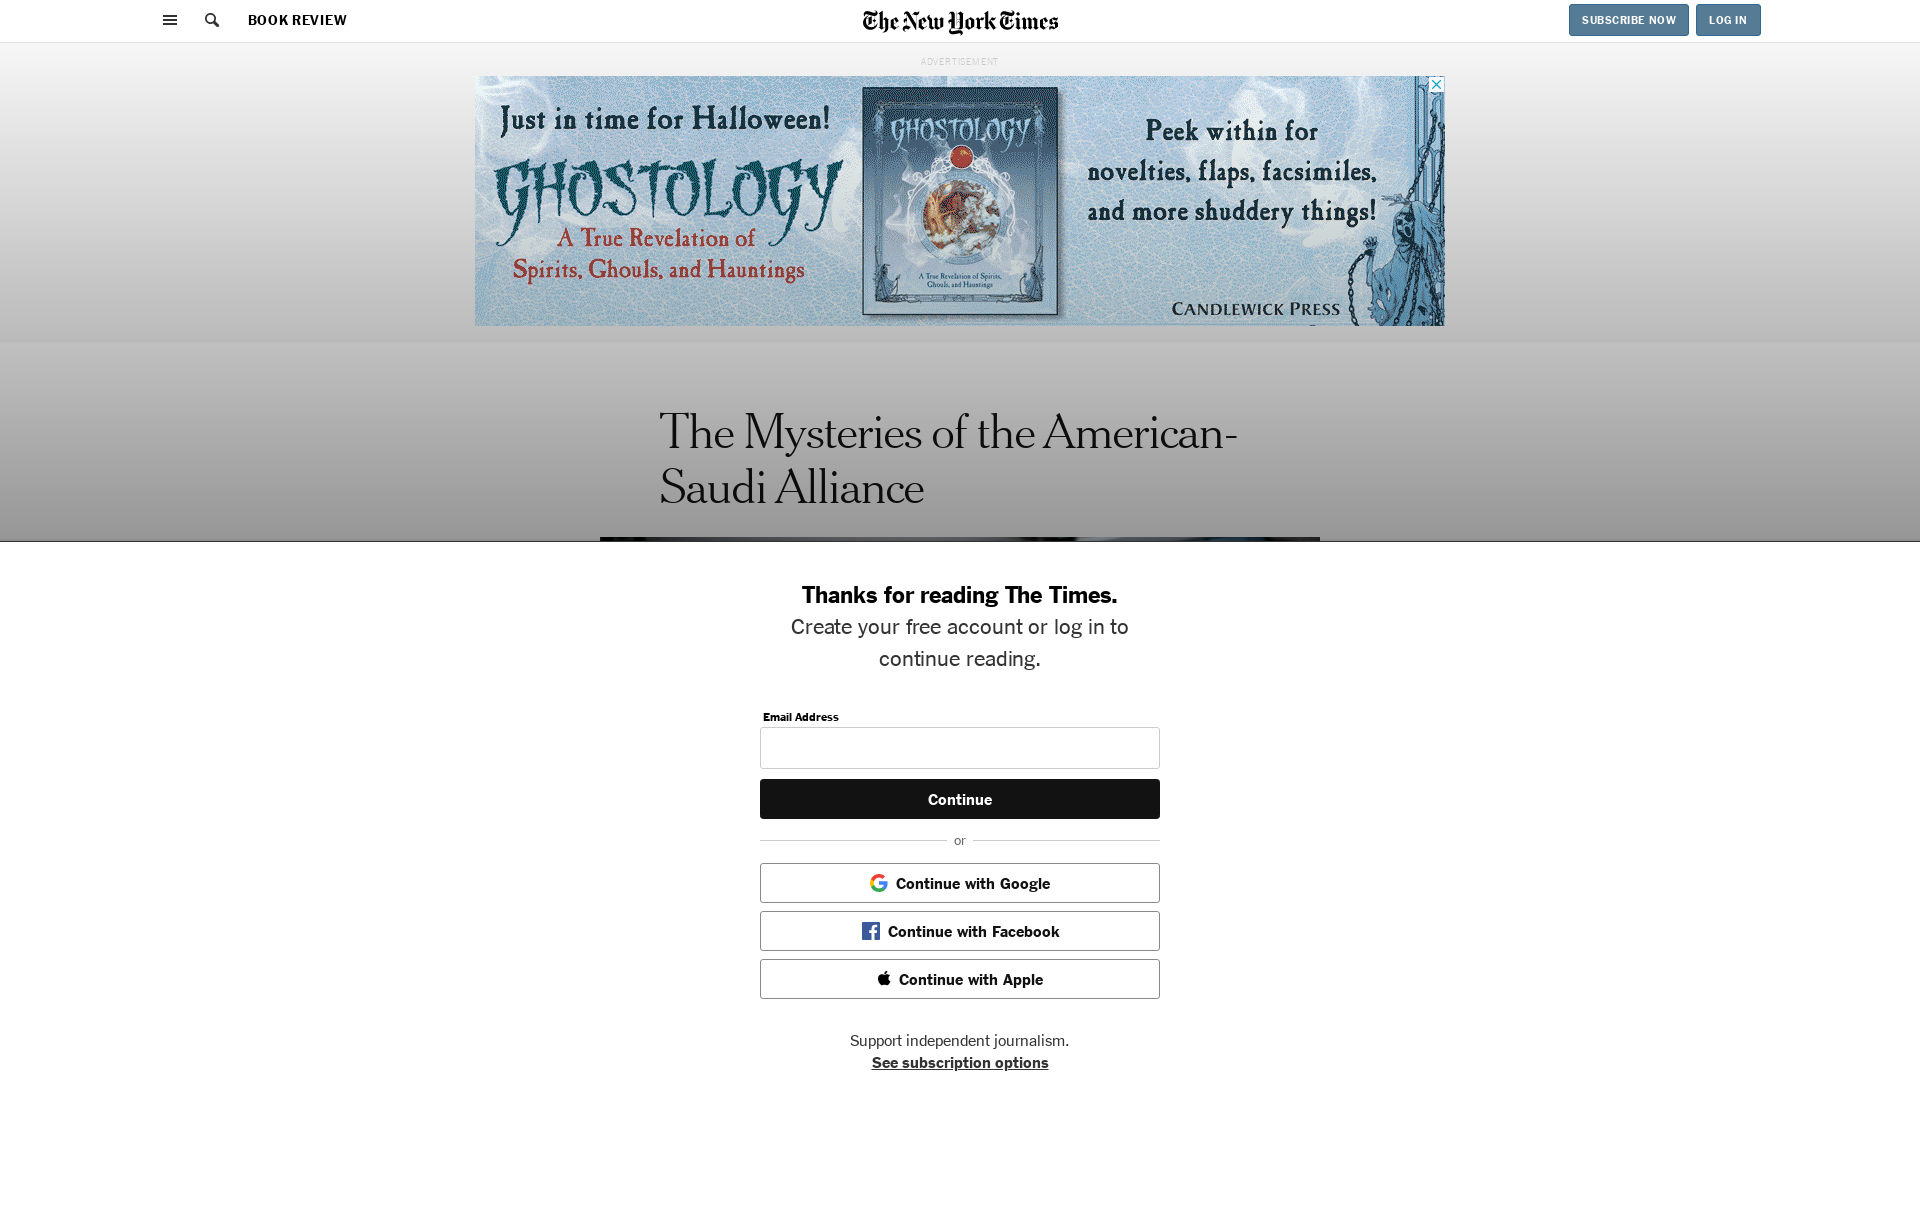 BOOK REVIEW
The New York Times
SUBSCRIBE NOW
LOG IN
ADVERTISEMENT
Just in time for Halloween!
GHOSTOLOGY
A True Revelation of
Spirits, Ghouls, and Hauntings
GHOSTOLOGY
A True Revelation of Spirits,
Ghouls, and Hauntings
Peek within for
novelties, flaps, facsimiles,
and more shuddery things!
CANDLEWICK PRESS
The Mysteries of the American-
Saudi Alliance
Thanks for reading The Times.
Create your free account or log in to
continue reading.
Email Address
Continue
or
Continue with Google
Continue with Facebook
Continue with Apple
Support independent journalism.
See subscription options